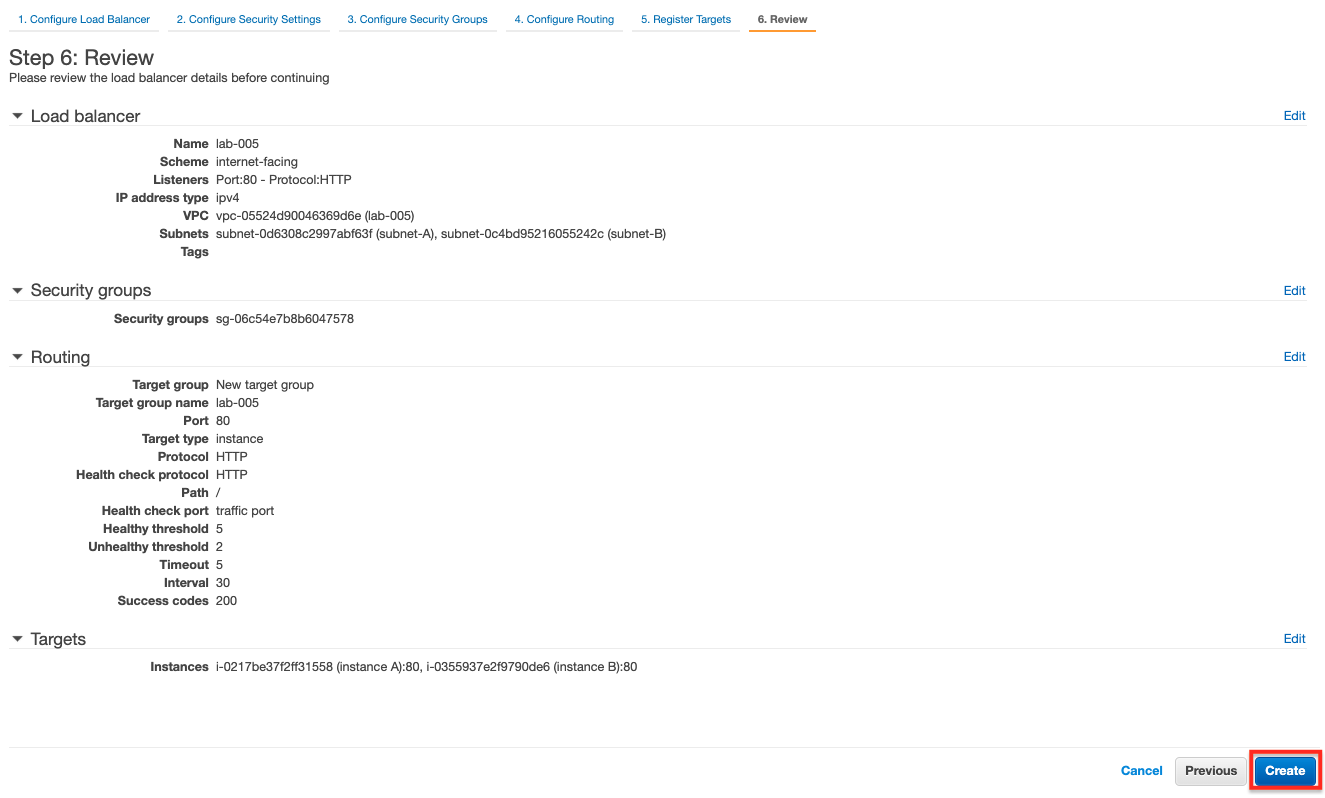 1. Configure Load Balancer 2. Configure Security Settings 3. Configure Security Groups 4. Configure Routing 5. Register Targets 6. Review
Step 6: Review
Please review the load balancer details before continuing
Load balancer Edit
Name lab-005
Scheme internet-facing
Listeners Port:80 - Protocol:HTTP
IP address type ipv4
VPC vpc-05524d90046369d6e (lab-005)
Subnets subnet-0d6308c2997abf63f (subnet-A), subnet-0c4bd95216055242c (subnet-B)
Tags
Security groups Edit
Security groups sg-06c54e7b8b6047578
Routing Edit
Target group New target group
Target group name lab-005
Port 80
Target type instance
Protocol HTTP
Health check protocol HTTP
Path /
Health check port traffic port
Healthy threshold 5
Unhealthy threshold 2
Timeout 5
Interval 30
Success codes 200
Targets Edit
Instances i-0217be37f2ff31558 (instance A):80, i-0355937e2f9790de6 (instance B):80
Cancel Previous Create